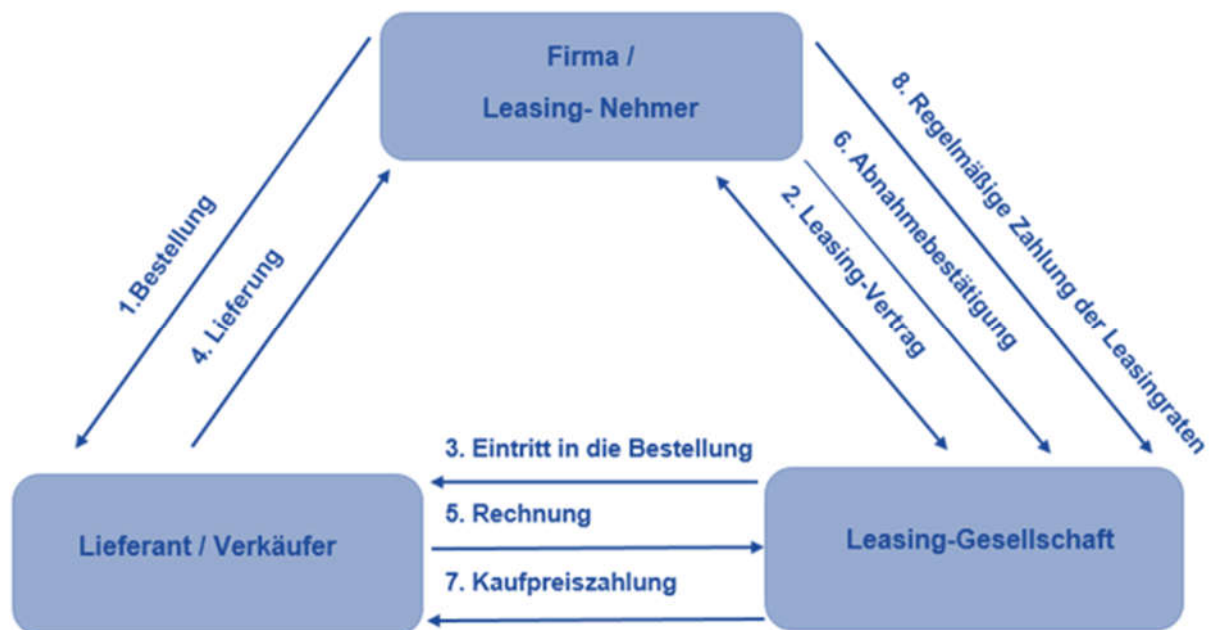 Firma /
Leasing- Nehmer
1.Bestellung
4. Lieferung
2. Leasing-Vertrag
6. Abnahmebestätigung
8. Regelmäßige Zahlung der Leasingraten
3. Eintritt in die Bestellung
5. Rechnung
7. Kaufpreiszahlung
Lieferant / Verkäufer
Leasing-Gesellschaft